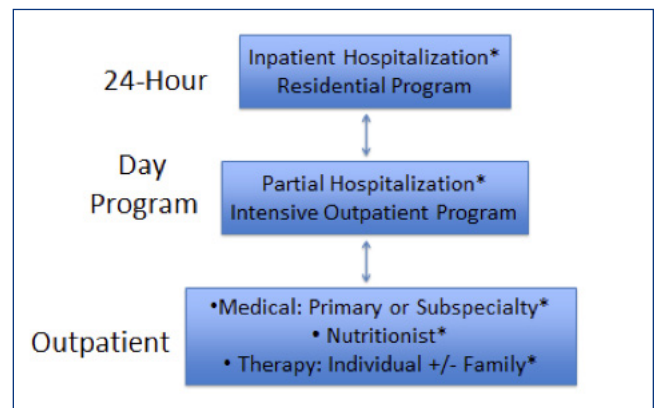 24-Hour
Inpatient Hospitalization*
Residential Program
Day
Program
Partial Hospitalization*
Intensive Outpatient Program
Outpatient
•Medical: Primary or Subspecialty*
• Nutritionist*
• Therapy: Individual +/- Family*